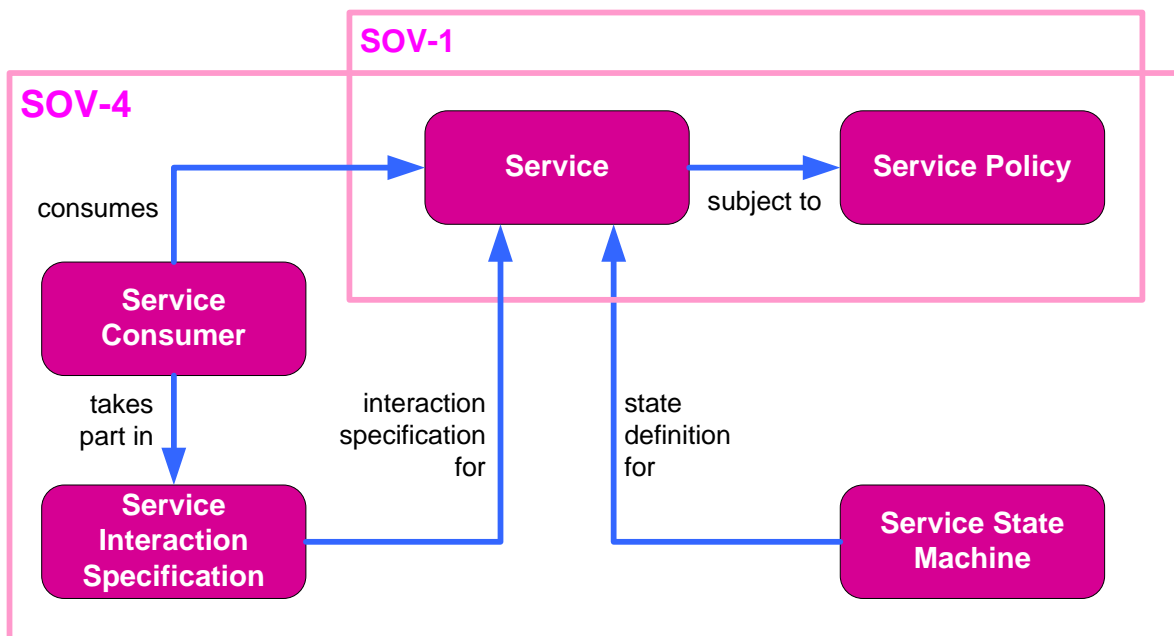 SOV-1
SOV-4
Service
Service Policy
consumes
subject to
Service
Consumer
takes
part in
interaction
specification
for
state
definition
for
Service
Interaction
Specification
Service State
Machine